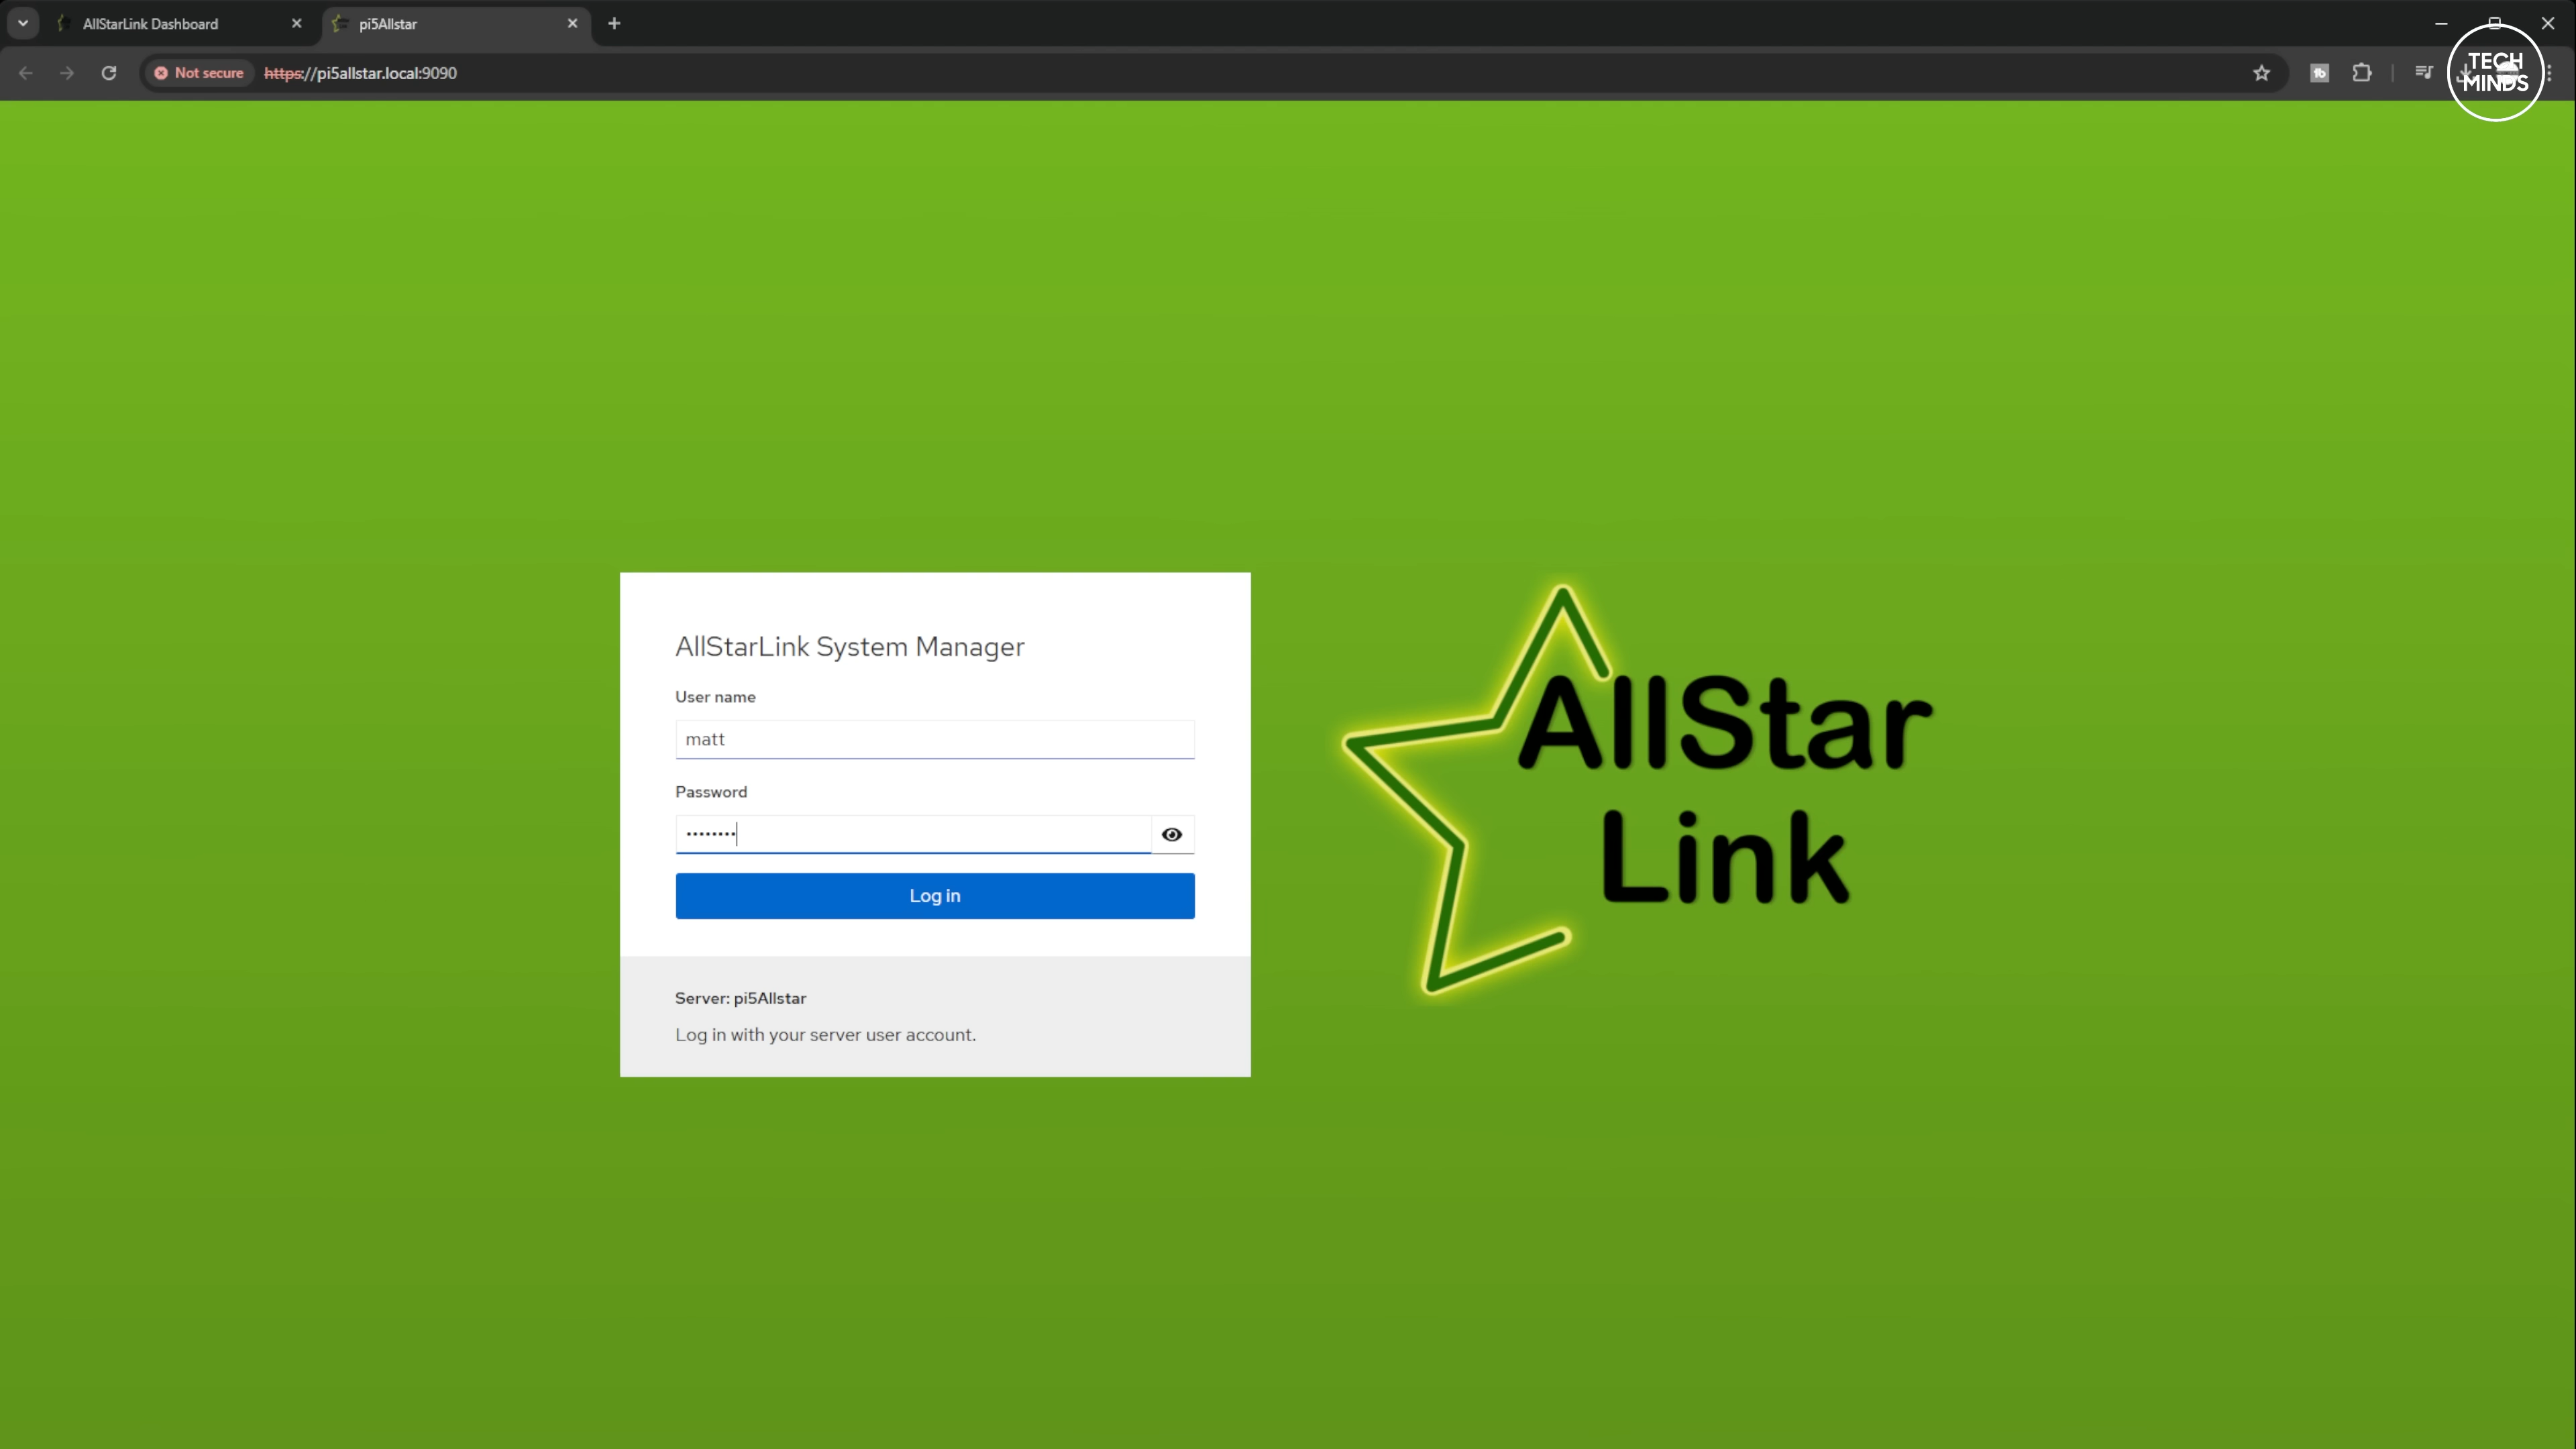 AllStarLink Dashboard
pi5Allstar
Not secure
https://pi5allstar.local:9090
TECH
MINDS
AllStarLink System Manager
User name
matt
Password
••••••••
Log in
Server: pi5Allstar
Log in with your server user account.
AllStar
Link